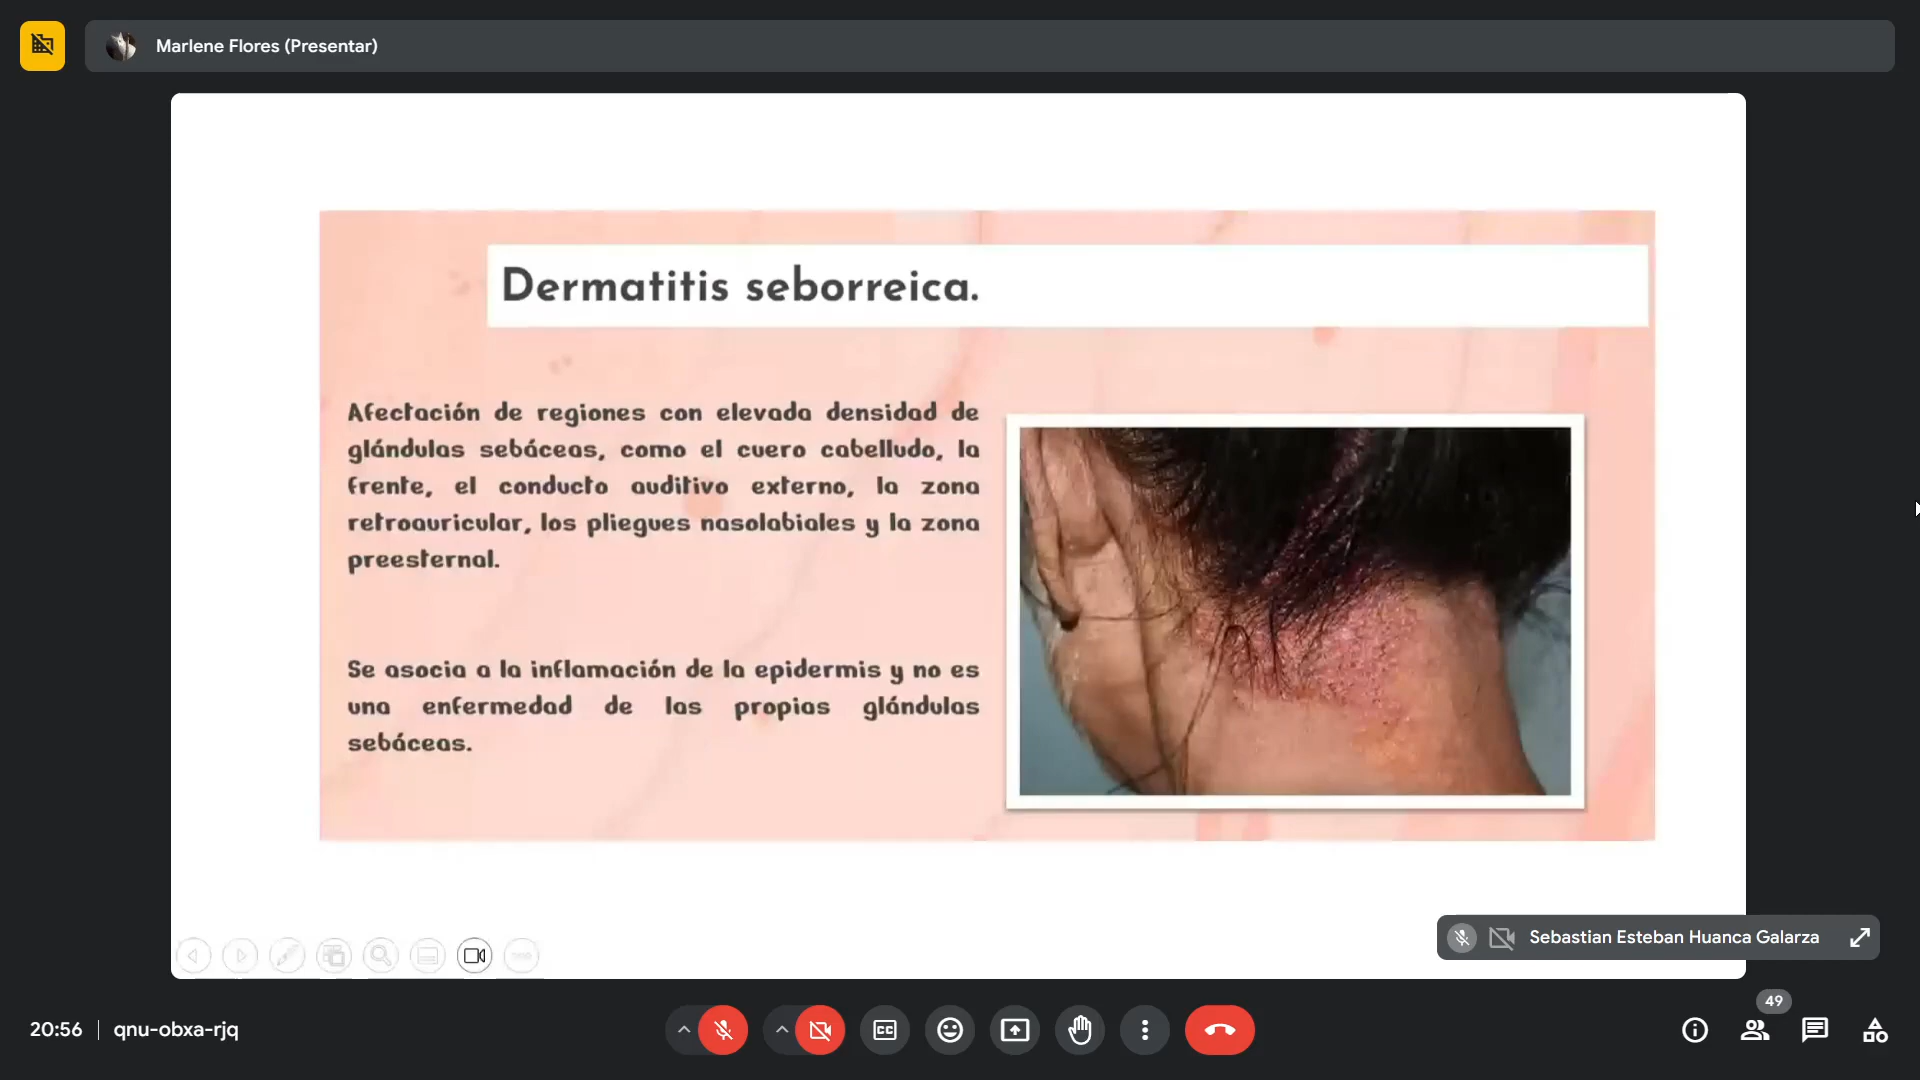 Marlene Flores (Presentar)
Dermatitis seborreica.
Afectación de regiones con elevada densidad de
glándulas sebáceas, como el cuero cabelludo, la
frente, el conducto auditivo externo, la zona
retroauricular, los pliegues nasolabiales y la zona
preesternal.
Se asocia a la inflamación de la epidermis y no es
una enfermedad de las propias glándulas
sebáceas.
Sebastian Esteban Huanca Galarza
49
20:56
qnu-obxa-rjq
CC